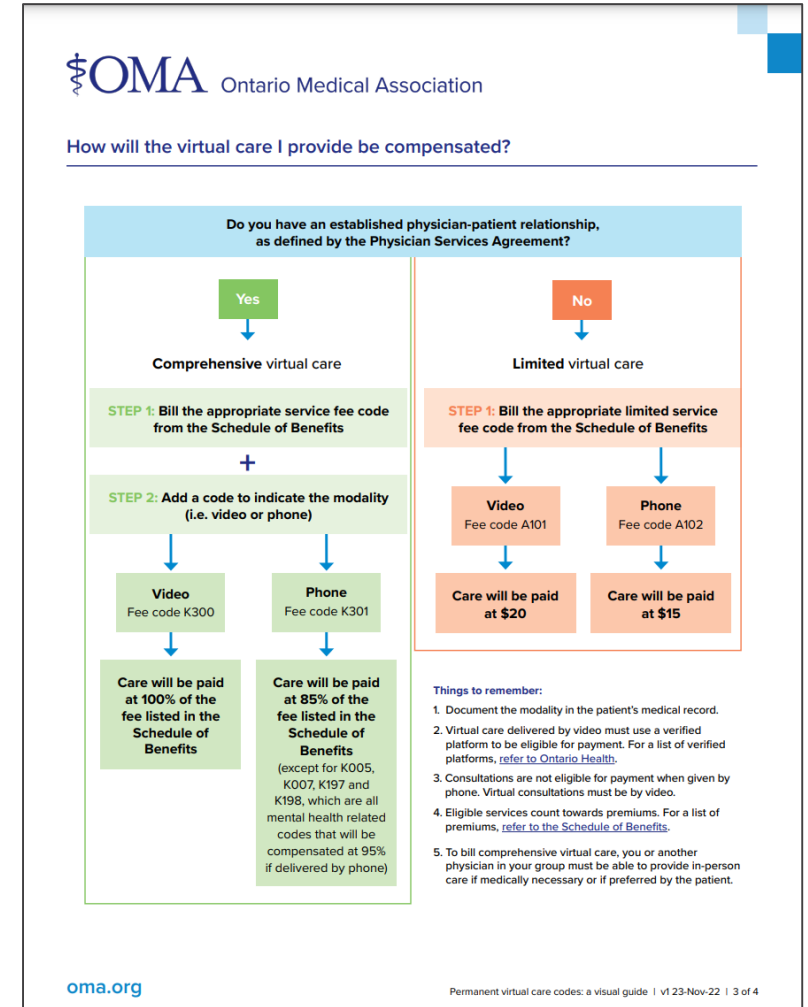 OMA Ontario Medical Association
How will the virtual care I provide be compensated?
Do you have an established physician-patient relationship,
as defined by the Physician Services Agreement?
Yes
Comprehensive virtual care
STEP 1: Bill the appropriate service fee code
from the Schedule of Benefits
+
STEP 2: Add a code to indicate the modality
(i.e. video or phone)
Video
Fee code K300
Care will be paid
at 100% of the
fee listed in the
Schedule of
Benefits
Phone
Fee code K301
Care will be paid
at 85% of the
fee listed in the
Schedule of
Benefits
(except for K005,
K007, K197 and
K198, which are all
mental health related
codes that will be
compensated at 95%
if delivered by phone)
No
Limited virtual care
STEP 1: Bill the appropriate limited service
fee code from the Schedule of Benefits
Video
Fee code A101
Care will be paid
at $20
Phone
Fee code A102
Care will be paid
at $15
Things to remember:
1. Document the modality in the patient's medical record.
2. Virtual care delivered by video must use a verified
platform to be eligible for payment. For a list of verified
platforms, refer to Ontario Health.
3. Consultations are not eligible for payment when given by
phone. Virtual consultations must be by video.
4. Eligible services count towards premiums. For a list of
premiums, refer to the Schedule of Benefits.
5. To bill comprehensive virtual care, you or another
physician in your group must be able to provide in-person
care if medically necessary or if preferred by the patient.
oma.org
Permanent virtual care codes: a visual guide | v1 23-Nov-22 | 3 of 4